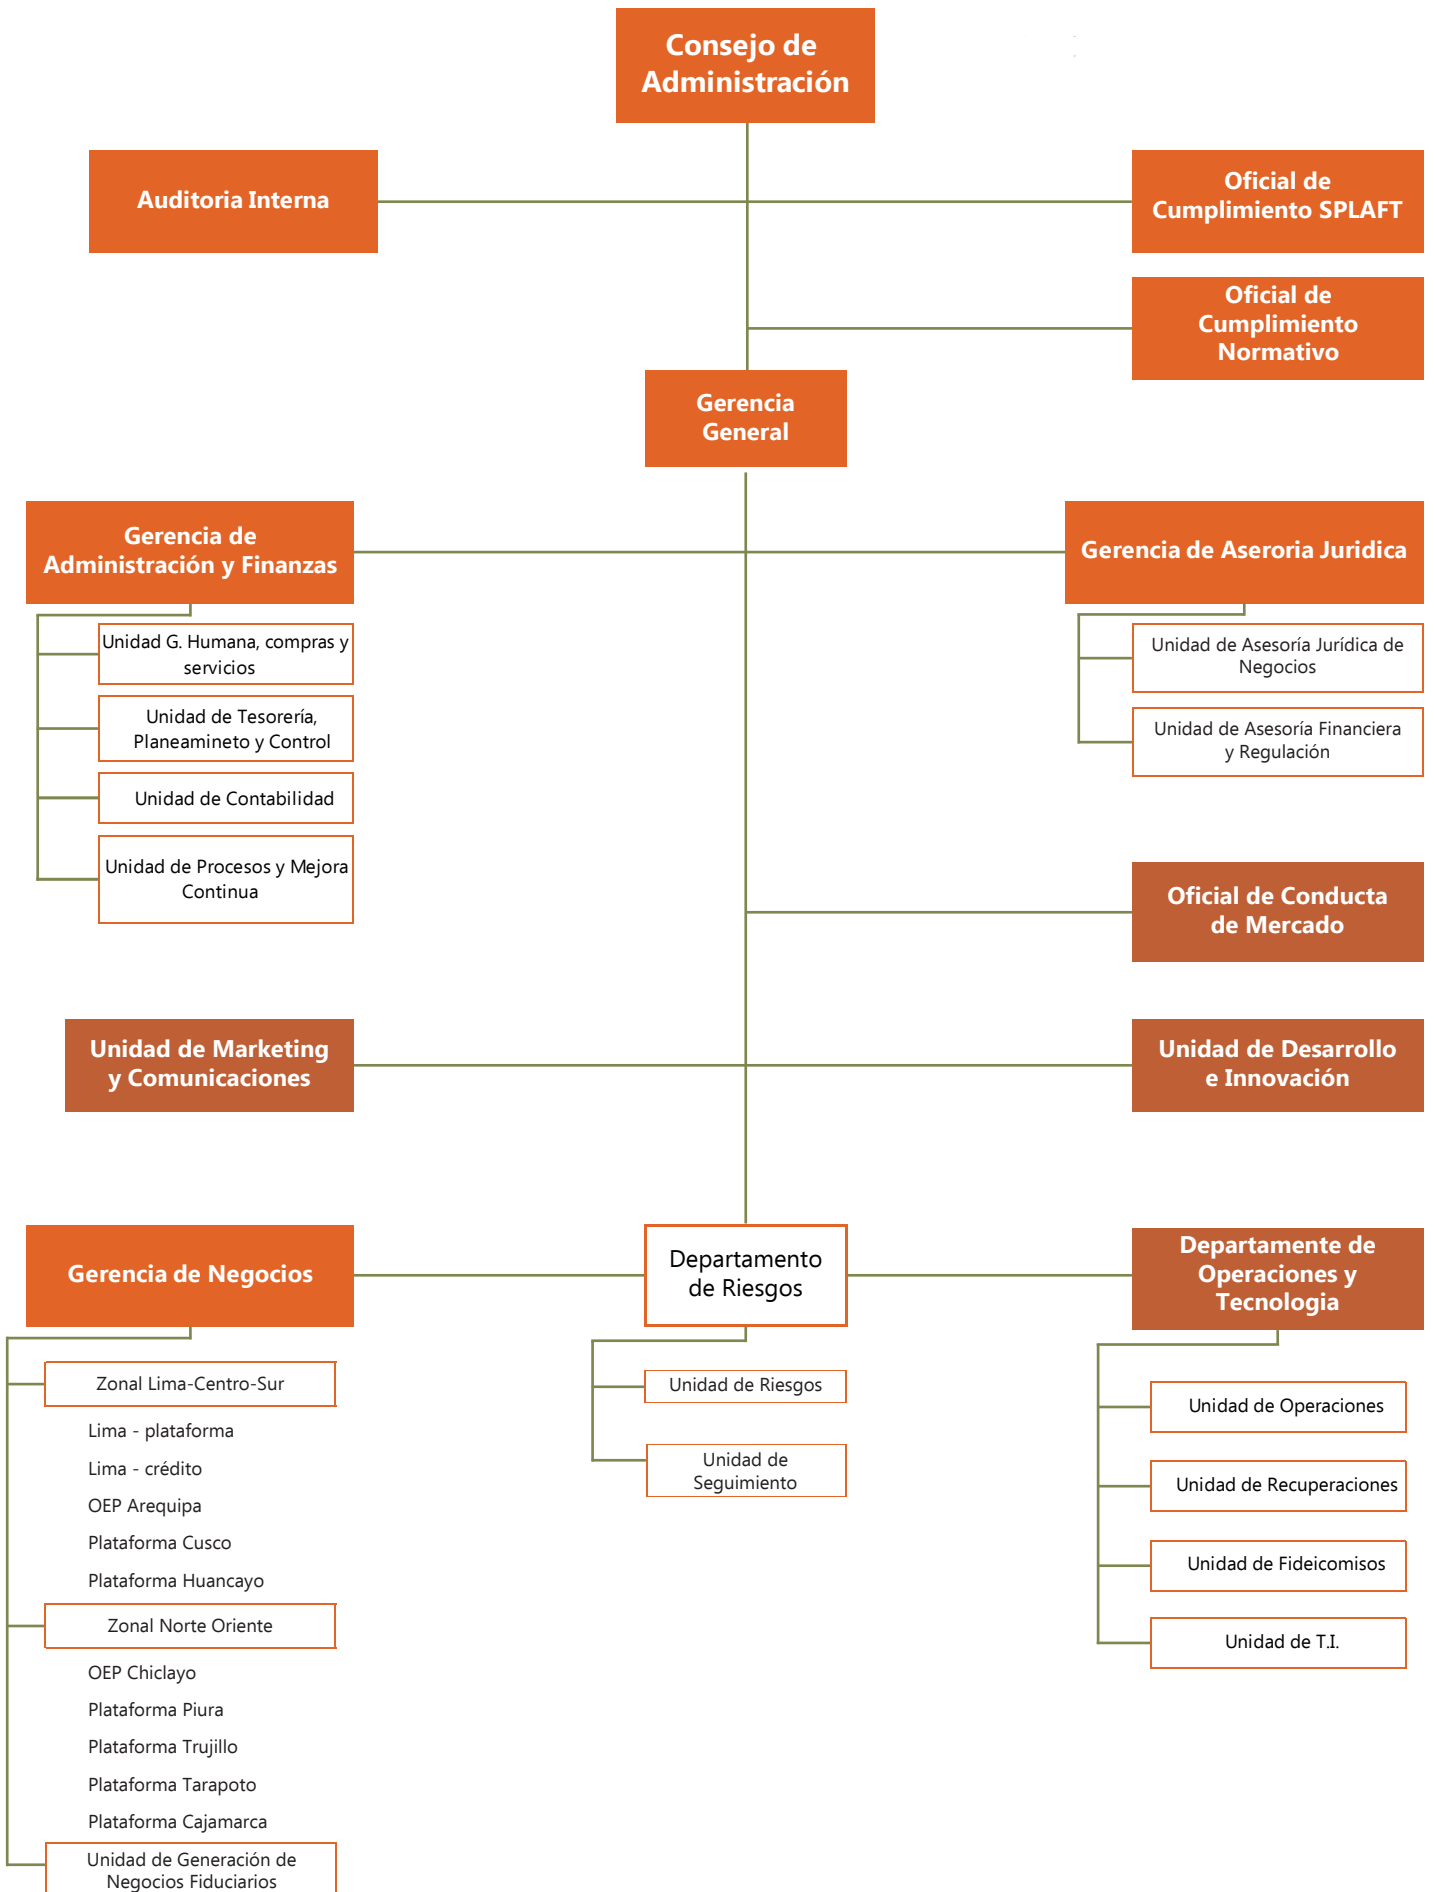 Consejo de
Administración
Auditoria Interna
Oficial de
Cumplimiento SPLAFT
Oficial de
Cumplimiento
Normativo
Gerencia
General
Gerencia de
Administración y Finanzas
Gerencia de Aseroria Juridica
Unidad G. Humana, compras y
servicios
Unidad de Tesorería,
Planeamineto y Control
Unidad de Contabilidad
Unidad de Procesos y Mejora
Continua
Unidad de Asesoría Jurídica de
Negocios
Unidad de Asesoría Financiera
y Regulación
Oficial de Conducta
de Mercado
Unidad de Marketing
y Comunicaciones
Unidad de Desarrollo
e Innovación
Gerencia de Negocios
Departamento
de Riesgos
Departamente de
Operaciones y
Tecnologia
Zonal Lima-Centro-Sur
Lima - plataforma
Lima - crédito
OEP Arequipa
Plataforma Cusco
Plataforma Huancayo
Zonal Norte Oriente
OEP Chiclayo
Plataforma Piura
Plataforma Trujillo
Plataforma Tarapoto
Plataforma Cajamarca
Unidad de Generación de
Negocios Fiduciarios
Unidad de Riesgos
Unidad de
Seguimiento
Unidad de Operaciones
Unidad de Recuperaciones
Unidad de Fideicomisos
Unidad de T.I.